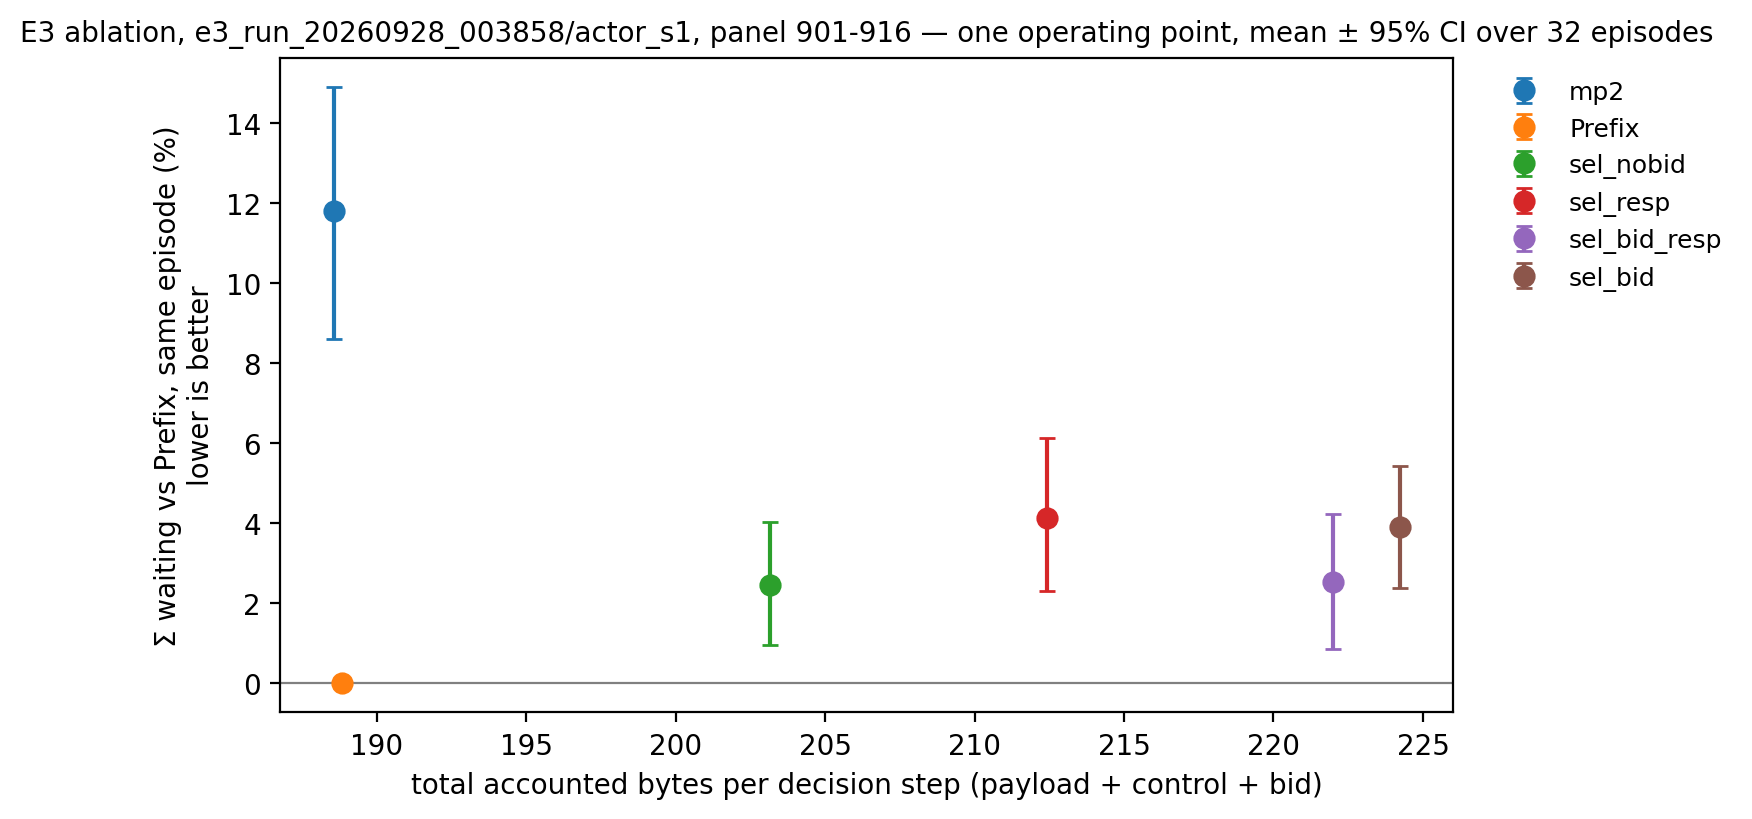 E3 ablation, e3_run_20260928_003858/actor_s1, panel 901-916 — one operating point, mean ± 95% CI over 32 episodes
Σ waiting vs Prefix, same episode (%)
lower is better
14
12
10
8
6
4
2
0
190
195
200
205
210
215
220
225
total accounted bytes per decision step (payload + control + bid)
mp2
Prefix
sel_nobid
sel_resp
sel_bid_resp
sel_bid